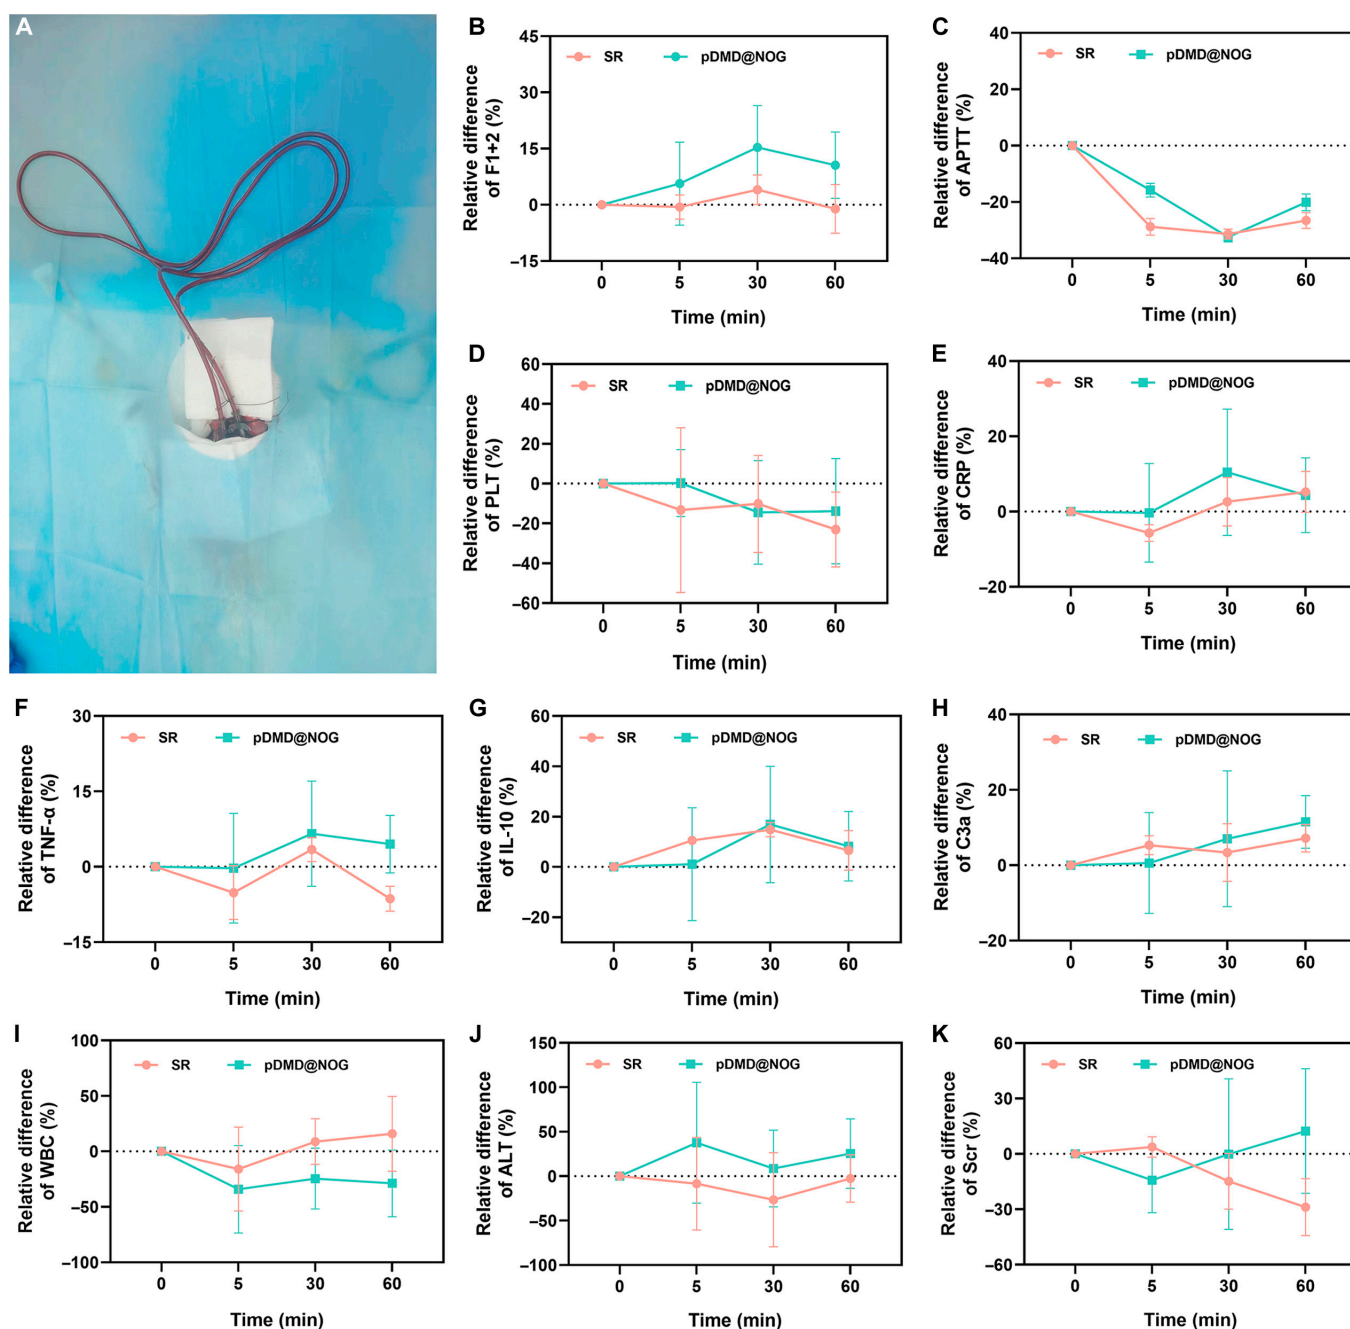 A
B
Relative difference
of F1+2 (%)
45
30
15
0
−15
SR
pDMD@NOG
0 5 30 60
Time (min)
C
Relative difference
of APTT (%)
40
20
0
−20
−40
SR
pDMD@NOG
0 5 30 60
Time (min)
D
Relative difference
of PLT (%)
60
40
20
0
−20
−40
−60
SR
pDMD@NOG
0 5 30 60
Time (min)
E
Relative difference
of CRP (%)
40
20
0
−20
SR
pDMD@NOG
0 5 30 60
Time (min)
F
Relative difference
of TNF-α (%)
30
15
0
−15
SR
pDMD@NOG
0 5 30 60
Time (min)
G
Relative difference
of IL-10 (%)
60
40
20
0
−20
SR
pDMD@NOG
0 5 30 60
Time (min)
H
Relative difference
of C3a (%)
40
20
0
−20
SR
pDMD@NOG
0 5 30 60
Time (min)
I
Relative difference
of WBC (%)
100
50
0
−50
−100
SR
pDMD@NOG
0 5 30 60
Time (min)
J
Relative difference
of ALT (%)
150
100
50
0
−50
−100
SR
pDMD@NOG
0 5 30 60
Time (min)
K
Relative difference
of Scr (%)
60
30
0
−30
−60
SR
pDMD@NOG
0 5 30 60
Time (min)